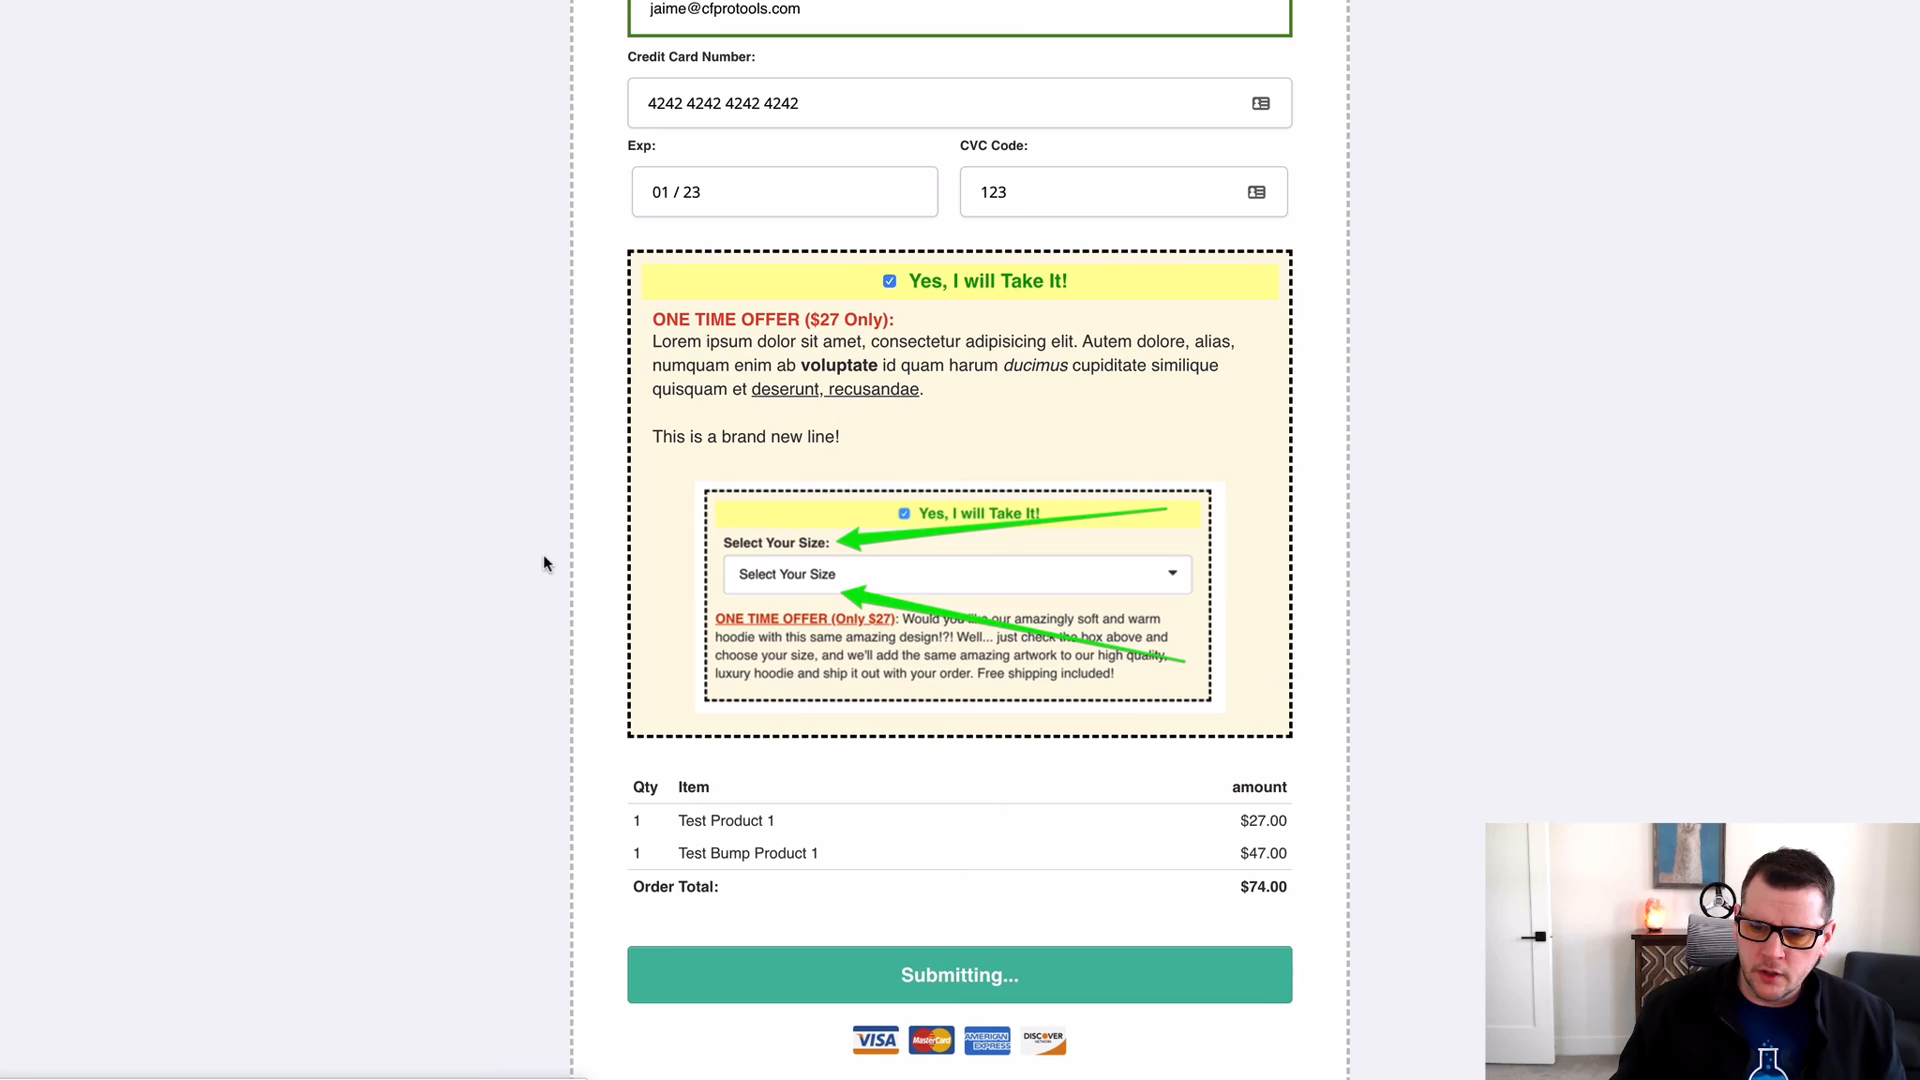 jaime@cfprotools.com
Credit Card Number:
4242 4242 4242 4242
Exp: CVC Code:
01 / 23 123
Yes, I will Take It!
ONE TIME OFFER ($27 Only):
Lorem ipsum dolor sit amet, consectetur adipisicing elit. Autem dolore, alias,
numquam enim ab voluptate id quam harum ducimus cupiditate similique
quisquam et deserunt, recusandae.
This is a brand new line!
Yes, I will Take It!
Select Your Size:
Select Your Size
ONE TIME OFFER (Only $27): Would you like our amazingly soft and warm
hoodie with this same amazing design!?! Well... just check the box above and
choose your size, and we'll add the same amazing artwork to our high quality,
luxury hoodie and ship it out with your order. Free shipping included!
Qty Item amount
1 Test Product 1 $27.00
1 Test Bump Product 1 $47.00
Order Total: $74.00
Submitting...
VISA MasterCard AMERICAN EXPRESS DISCOVER NETWORK